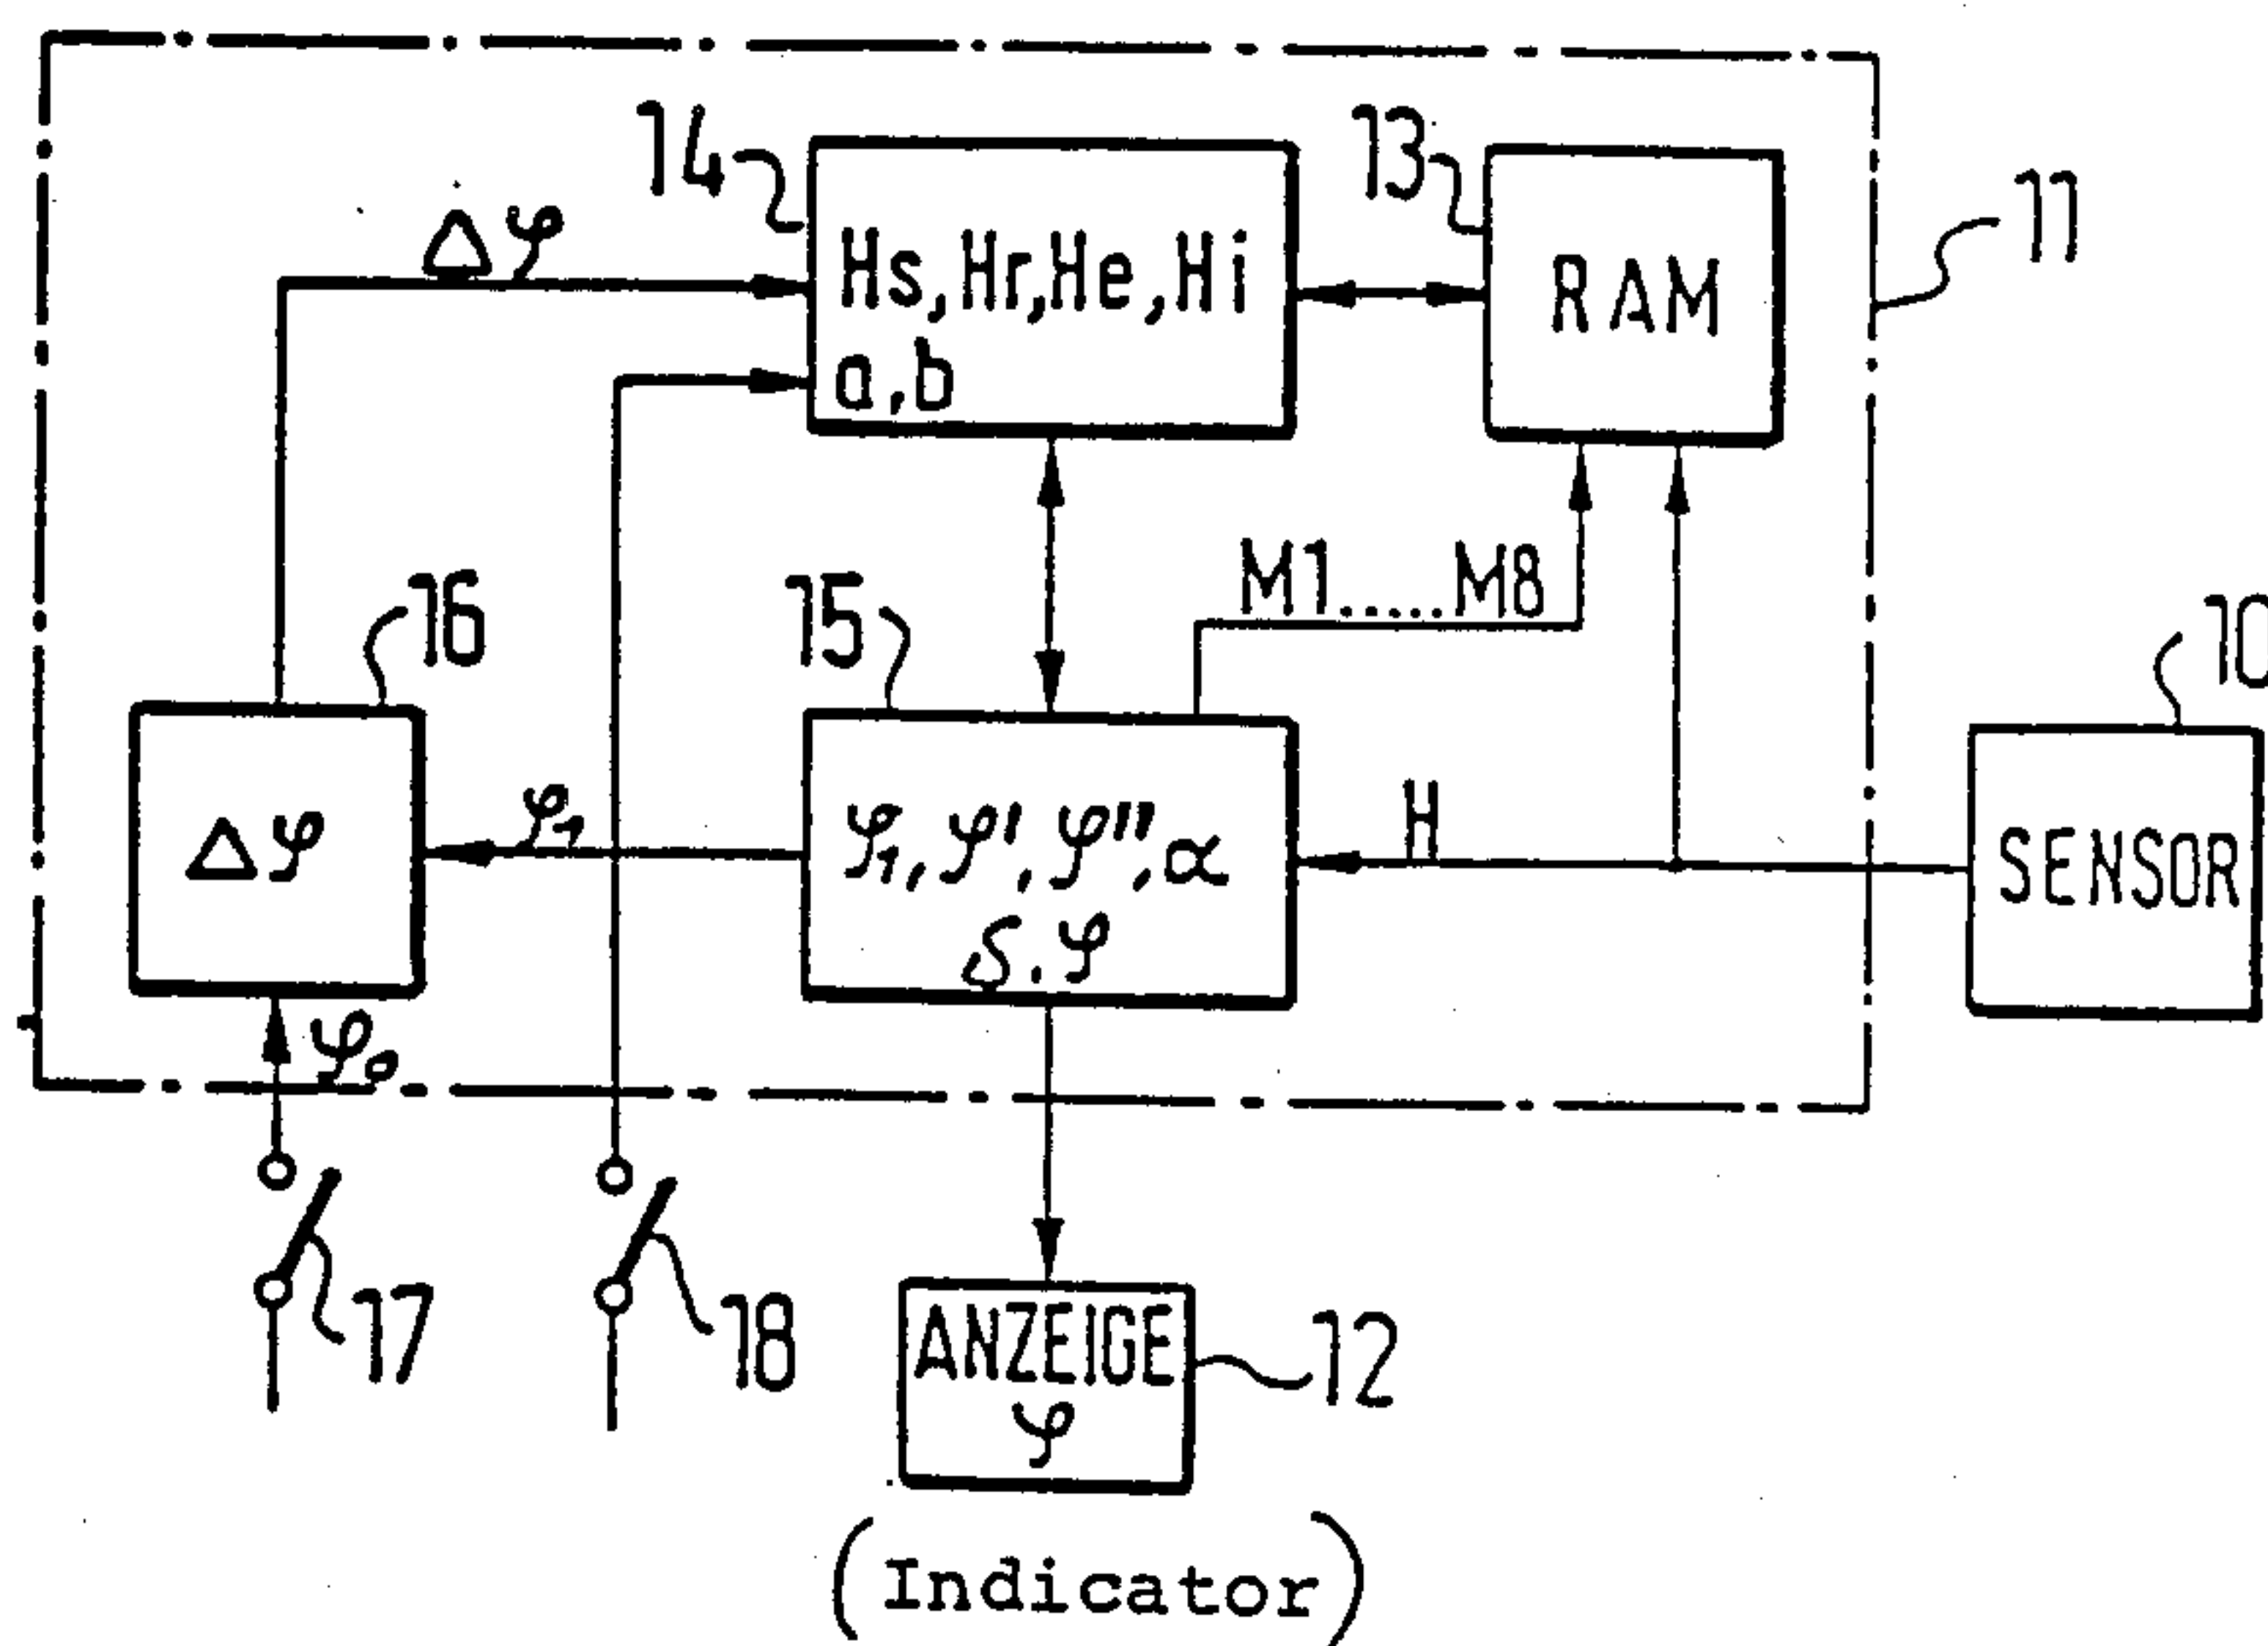 14
13
11
Δφ
Hs, Hr, He, Hi
a, b
RAM
M1.....M8
16
15
10
Δφ
φ₁
φ₁, φ', φ'', α
δ, φ
H
SENSOR
φ₀
17
18
ANZEIGE
φ
12
(Indicator)